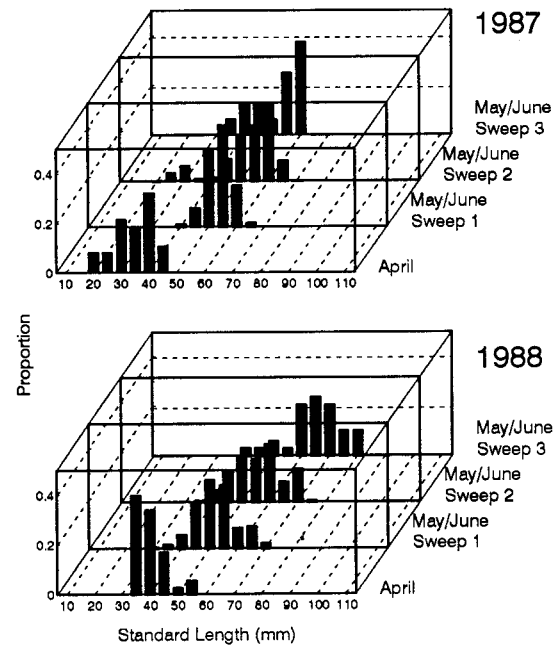 1987
May/June
Sweep 3
May/June
Sweep 2
May/June
Sweep 1
April
0.4
0.2
0
10 20 30 40 50 60 70 80 90 100 110
Proportion
1988
May/June
Sweep 3
May/June
Sweep 2
May/June
Sweep 1
April
0.4
0.2
0
10 20 30 40 50 60 70 80 90 100 110
Standard Length (mm)